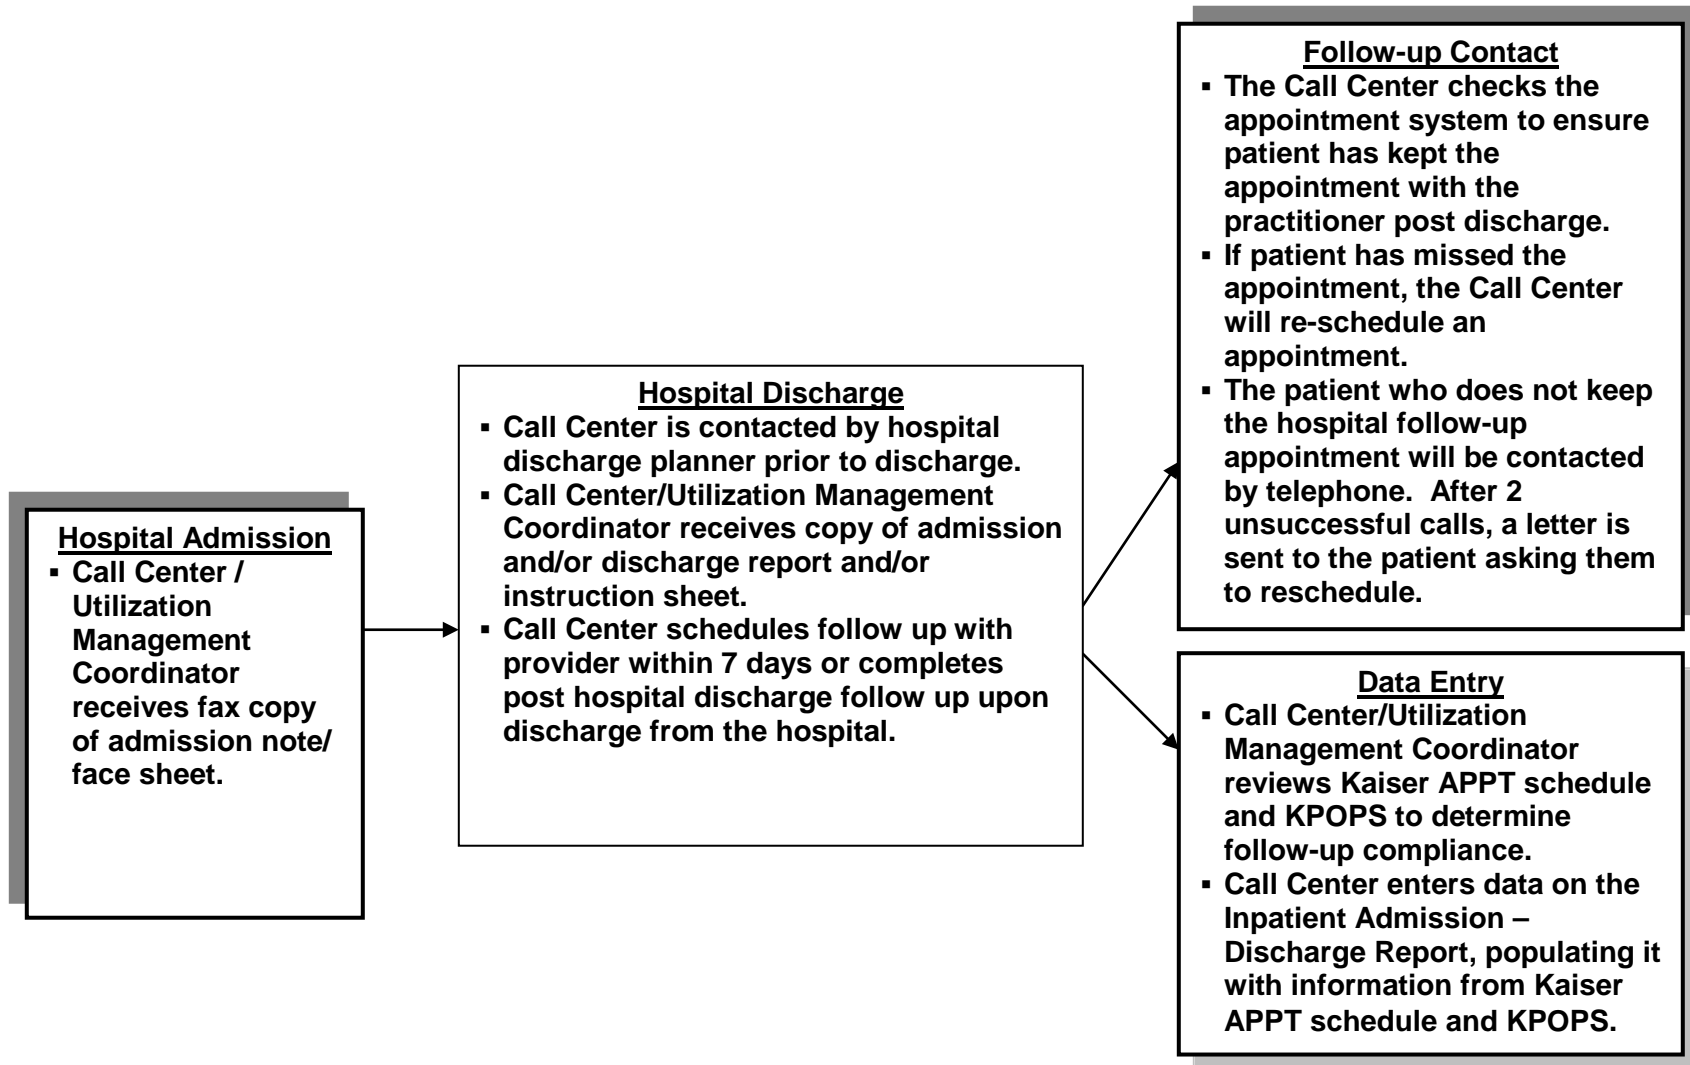 Hospital Admission
▪ Call Center /
Utilization
Management
Coordinator
receives fax copy
of admission note/
face sheet.
Hospital Discharge
▪ Call Center is contacted by hospital
discharge planner prior to discharge.
▪ Call Center/Utilization Management
Coordinator receives copy of admission
and/or discharge report and/or
instruction sheet.
▪ Call Center schedules follow up with
provider within 7 days or completes
post hospital discharge follow up upon
discharge from the hospital.
Follow-up Contact
▪ The Call Center checks the
appointment system to ensure
patient has kept the
appointment with the
practitioner post discharge.
▪ If patient has missed the
appointment, the Call Center
will re-schedule an
appointment.
▪ The patient who does not keep
the hospital follow-up
appointment will be contacted
by telephone.  After 2
unsuccessful calls, a letter is
sent to the patient asking them
to reschedule.
Data Entry
▪ Call Center/Utilization
Management Coordinator
reviews Kaiser APPT schedule
and KPOPS to determine
follow-up compliance.
▪ Call Center enters data on the
Inpatient Admission –
Discharge Report, populating it
with information from Kaiser
APPT schedule and KPOPS.